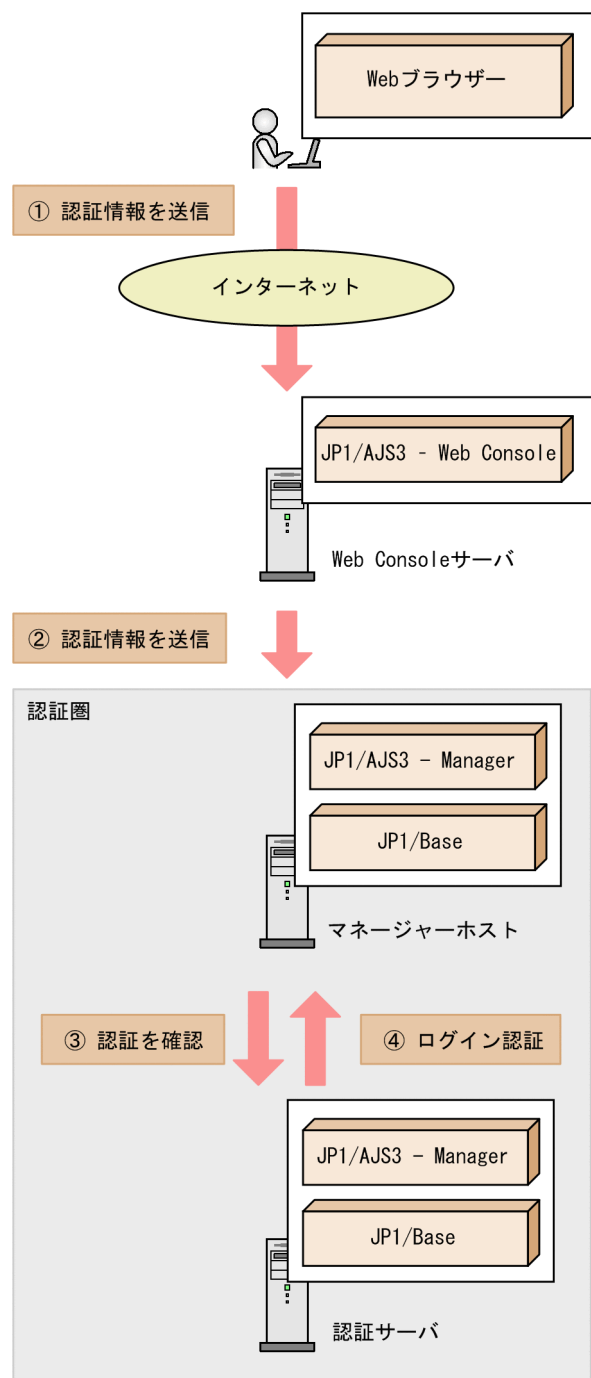 Webブラウザー
① 認証情報を送信
インターネット
JP1/AJS3 - Web Console
Web Consoleサーバ
② 認証情報を送信
認証圏
JP1/AJS3 － Manager
JP1/Base
マネージャーホスト
③ 認証を確認
④ ログイン認証
JP1/AJS3 － Manager
JP1/Base
認証サーバ